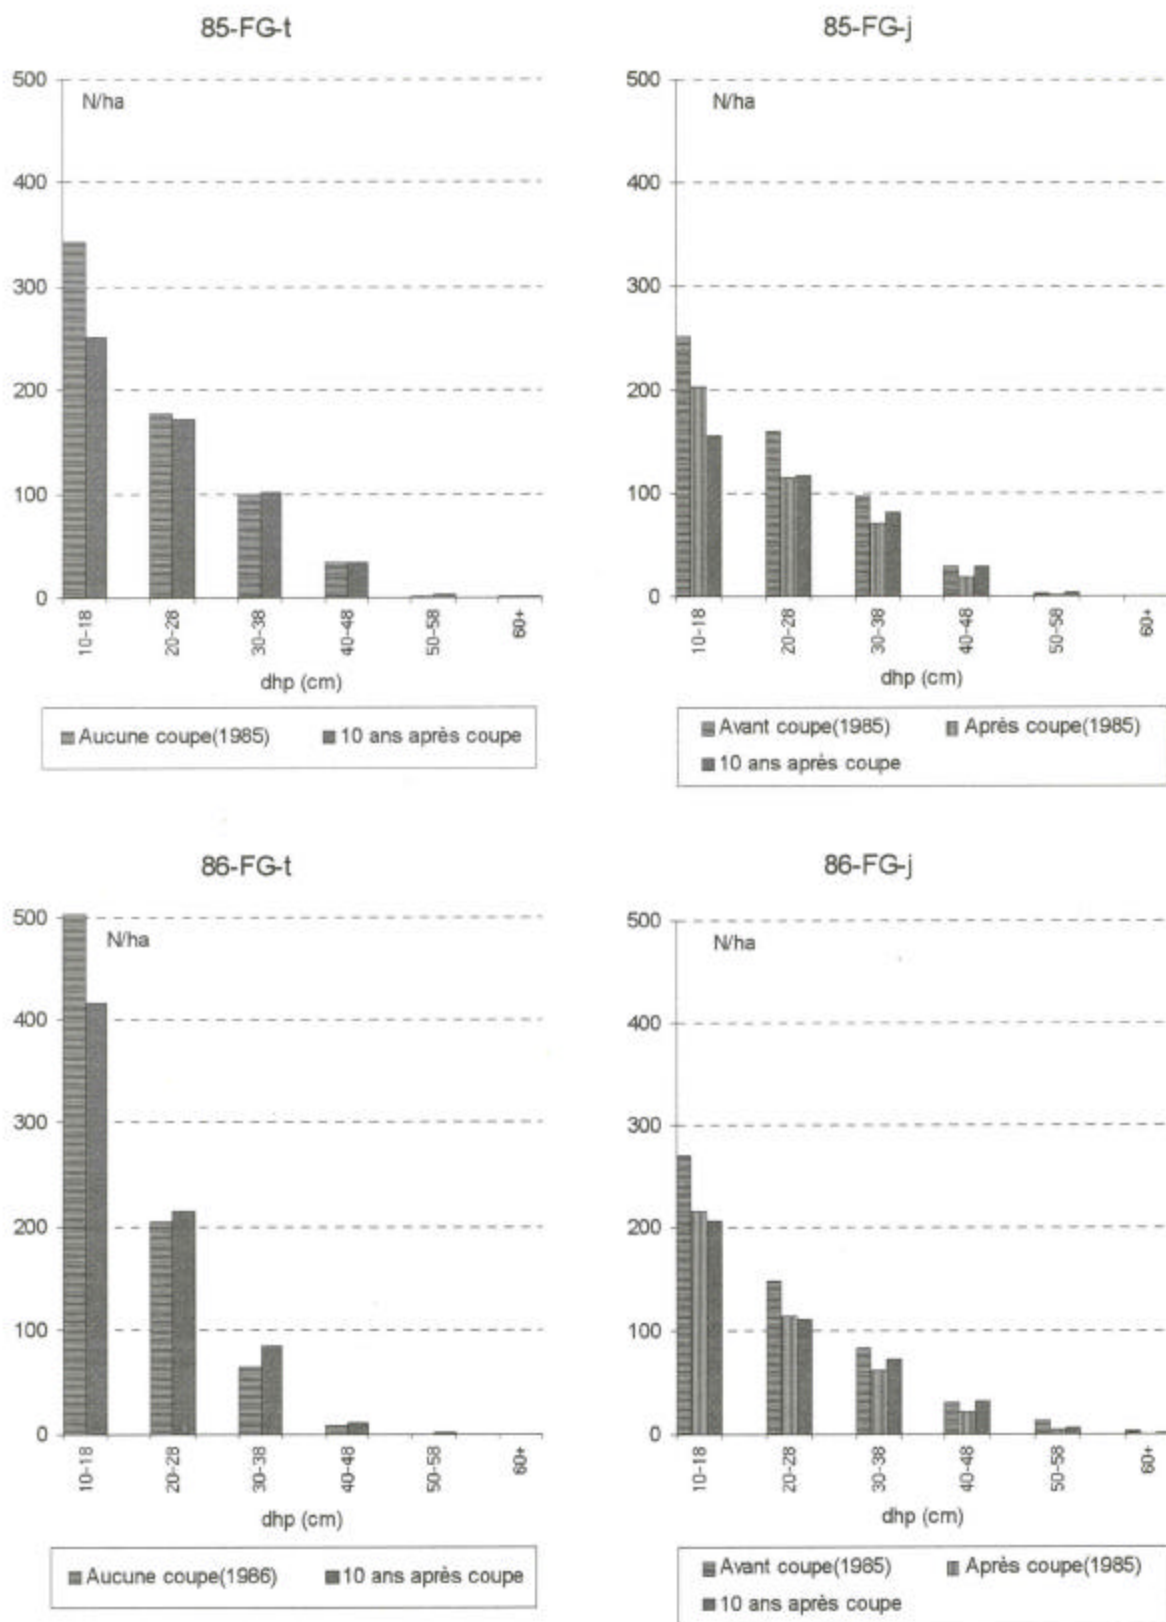 85-FG-t
500
N/ha
400
300
200
100
0
10-18
20-28
30-38
40-48
50-58
60+
dhp (cm)
Aucune coupe(1985)
10 ans après coupe
85-FG-j
500
N/ha
400
300
200
100
0
10-18
20-28
30-38
40-48
50-58
60+
dhp (cm)
Avant coupe(1985)
Après coupe(1985)
10 ans après coupe
86-FG-t
500
N/ha
400
300
200
100
0
10-18
20-28
30-38
40-48
50-58
60+
dhp (cm)
Aucune coupe(1986)
10 ans après coupe
86-FG-j
500
N/ha
400
300
200
100
0
10-18
20-28
30-38
40-48
50-58
60+
dhp (cm)
Avant coupe(1985)
Après coupe(1985)
10 ans après coupe